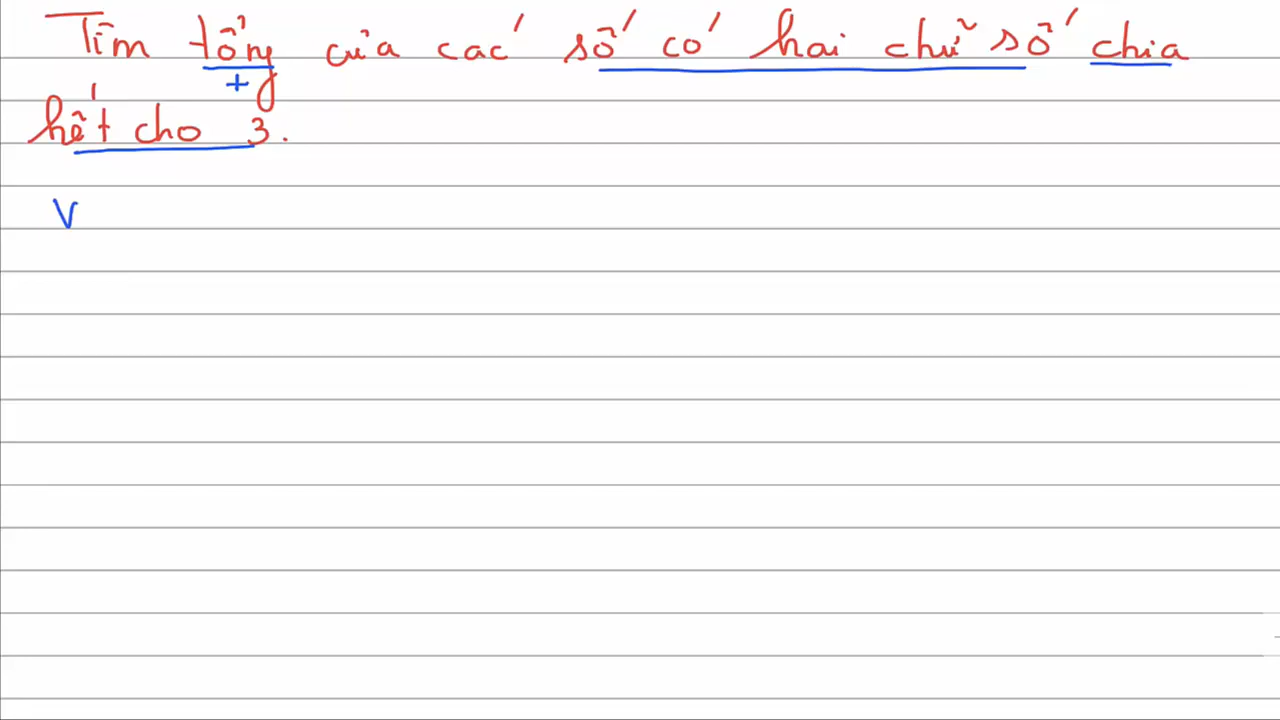 Tìm tổng của các số có hai chữ số chia
+
hết cho 3.
V